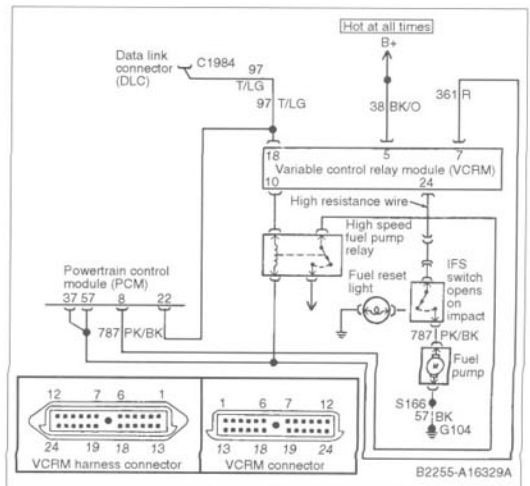 Hot at all times
B+
Data link
connector
(DLC)
C1984
97
T/LG
97 T/LG
38 BK/O
361 R
18
5
7
Variable control relay module (VCRM)
10
24
High resistance wire
High speed
fuel pump
relay
Fuel reset
light
IFS
switch
opens
on
impact
Powertrain control
module (PCM)
37 57 8 22
787 PK/BK
787 PK/BK
M
Fuel
pump
S166
57 BK
G104
12 7 6 1
24 19 18 13
VCRM harness connector
1 6 7 12
13 18 19 24
VCRM connector
B2255-A16329A